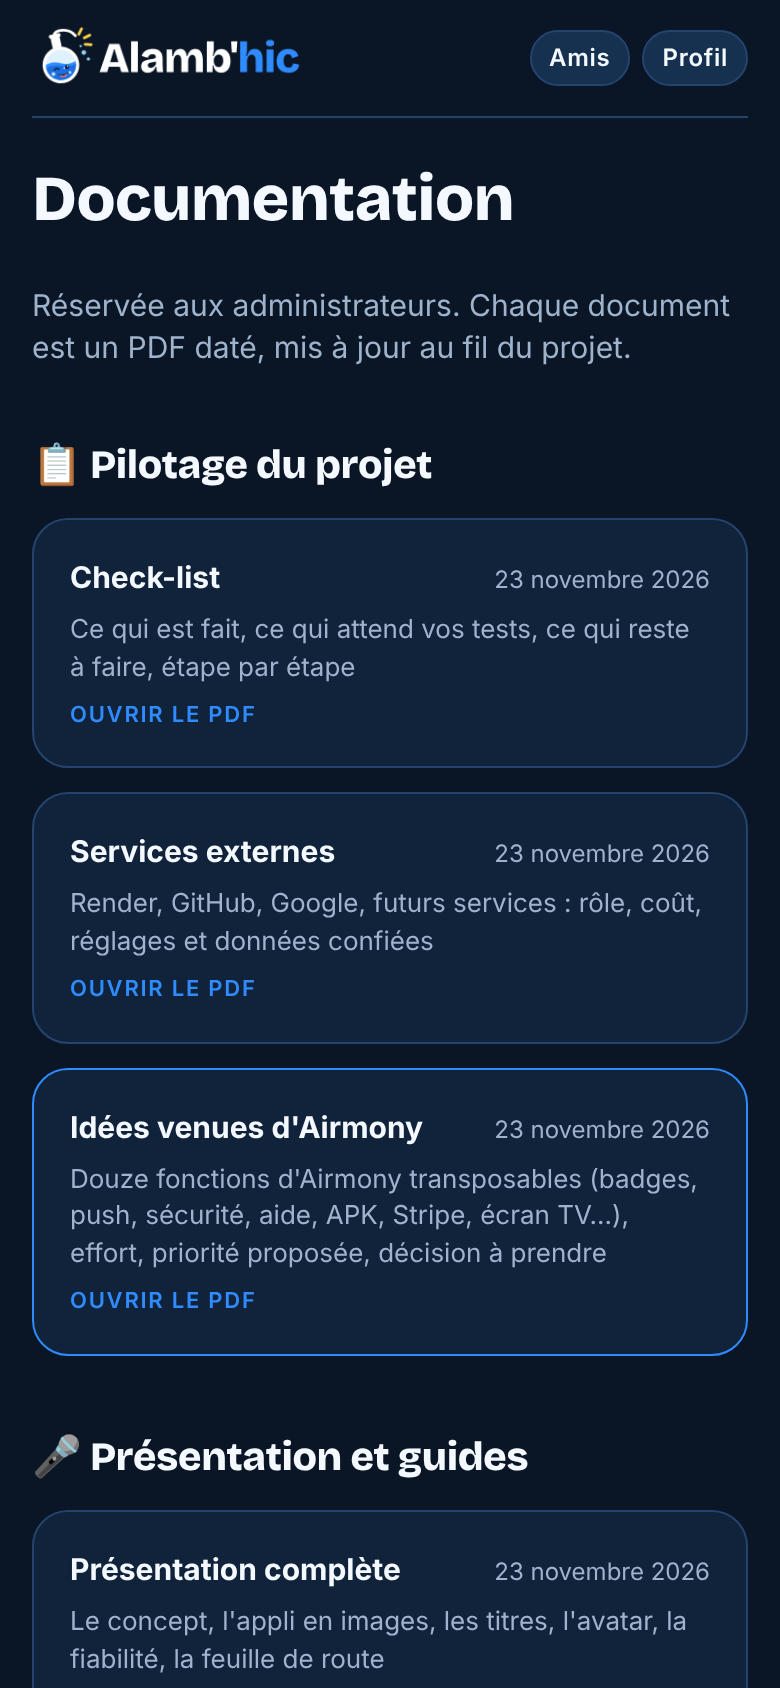 Alamb'hic
Amis
Profil
Documentation
Réservée aux administrateurs. Chaque document
est un PDF daté, mis à jour au fil du projet.
📋 Pilotage du projet
Check-list
23 novembre 2026
Ce qui est fait, ce qui attend vos tests, ce qui reste
à faire, étape par étape
OUVRIR LE PDF
Services externes
23 novembre 2026
Render, GitHub, Google, futurs services : rôle, coût,
réglages et données confiées
OUVRIR LE PDF
Idées venues d'Airmony
23 novembre 2026
Douze fonctions d'Airmony transposables (badges,
push, sécurité, aide, APK, Stripe, écran TV...),
effort, priorité proposée, décision à prendre
OUVRIR LE PDF
🎤 Présentation et guides
Présentation complète
23 novembre 2026
Le concept, l'appli en images, les titres, l'avatar, la
fiabilité, la feuille de route